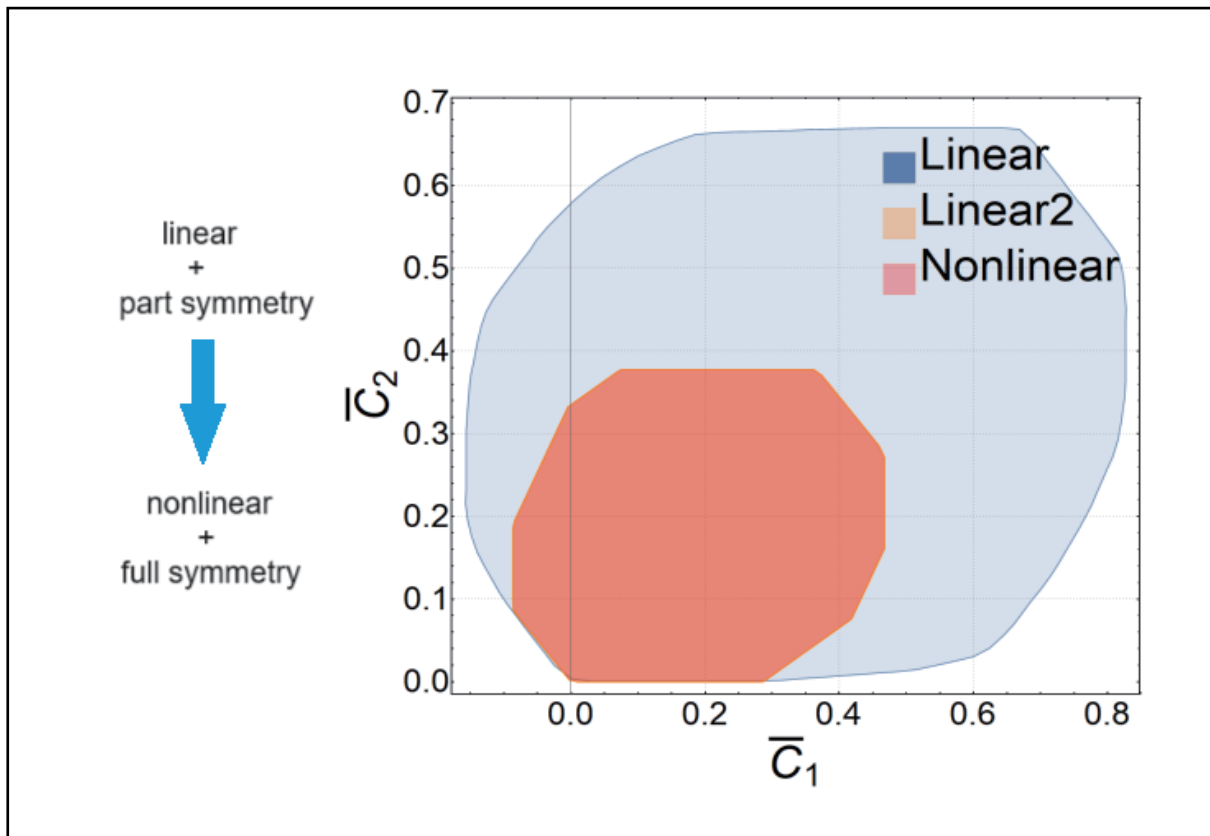 linear
+
part symmetry
nonlinear
+
full symmetry
0.7
0.6
0.5
0.4
0.3
0.2
0.1
0.0
C̅₂
Linear
Linear2
Nonlinear
0.0 0.2 0.4 0.6 0.8
C̅₁